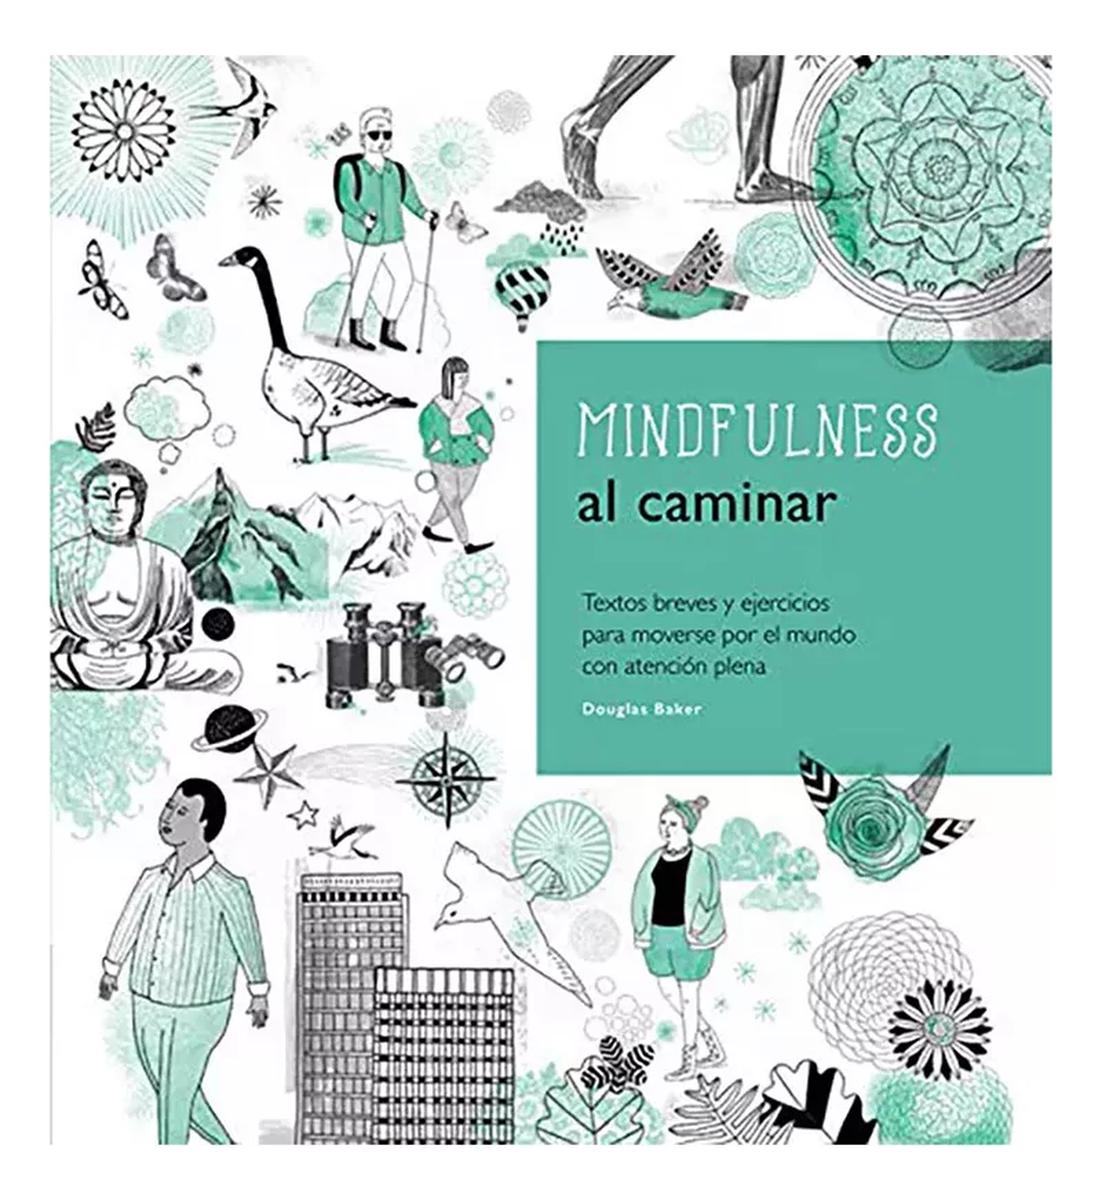 MINDFULNESS
al caminar
Textos breves y ejercicios
para moverse por el mundo
con atención plena
Douglas Baker